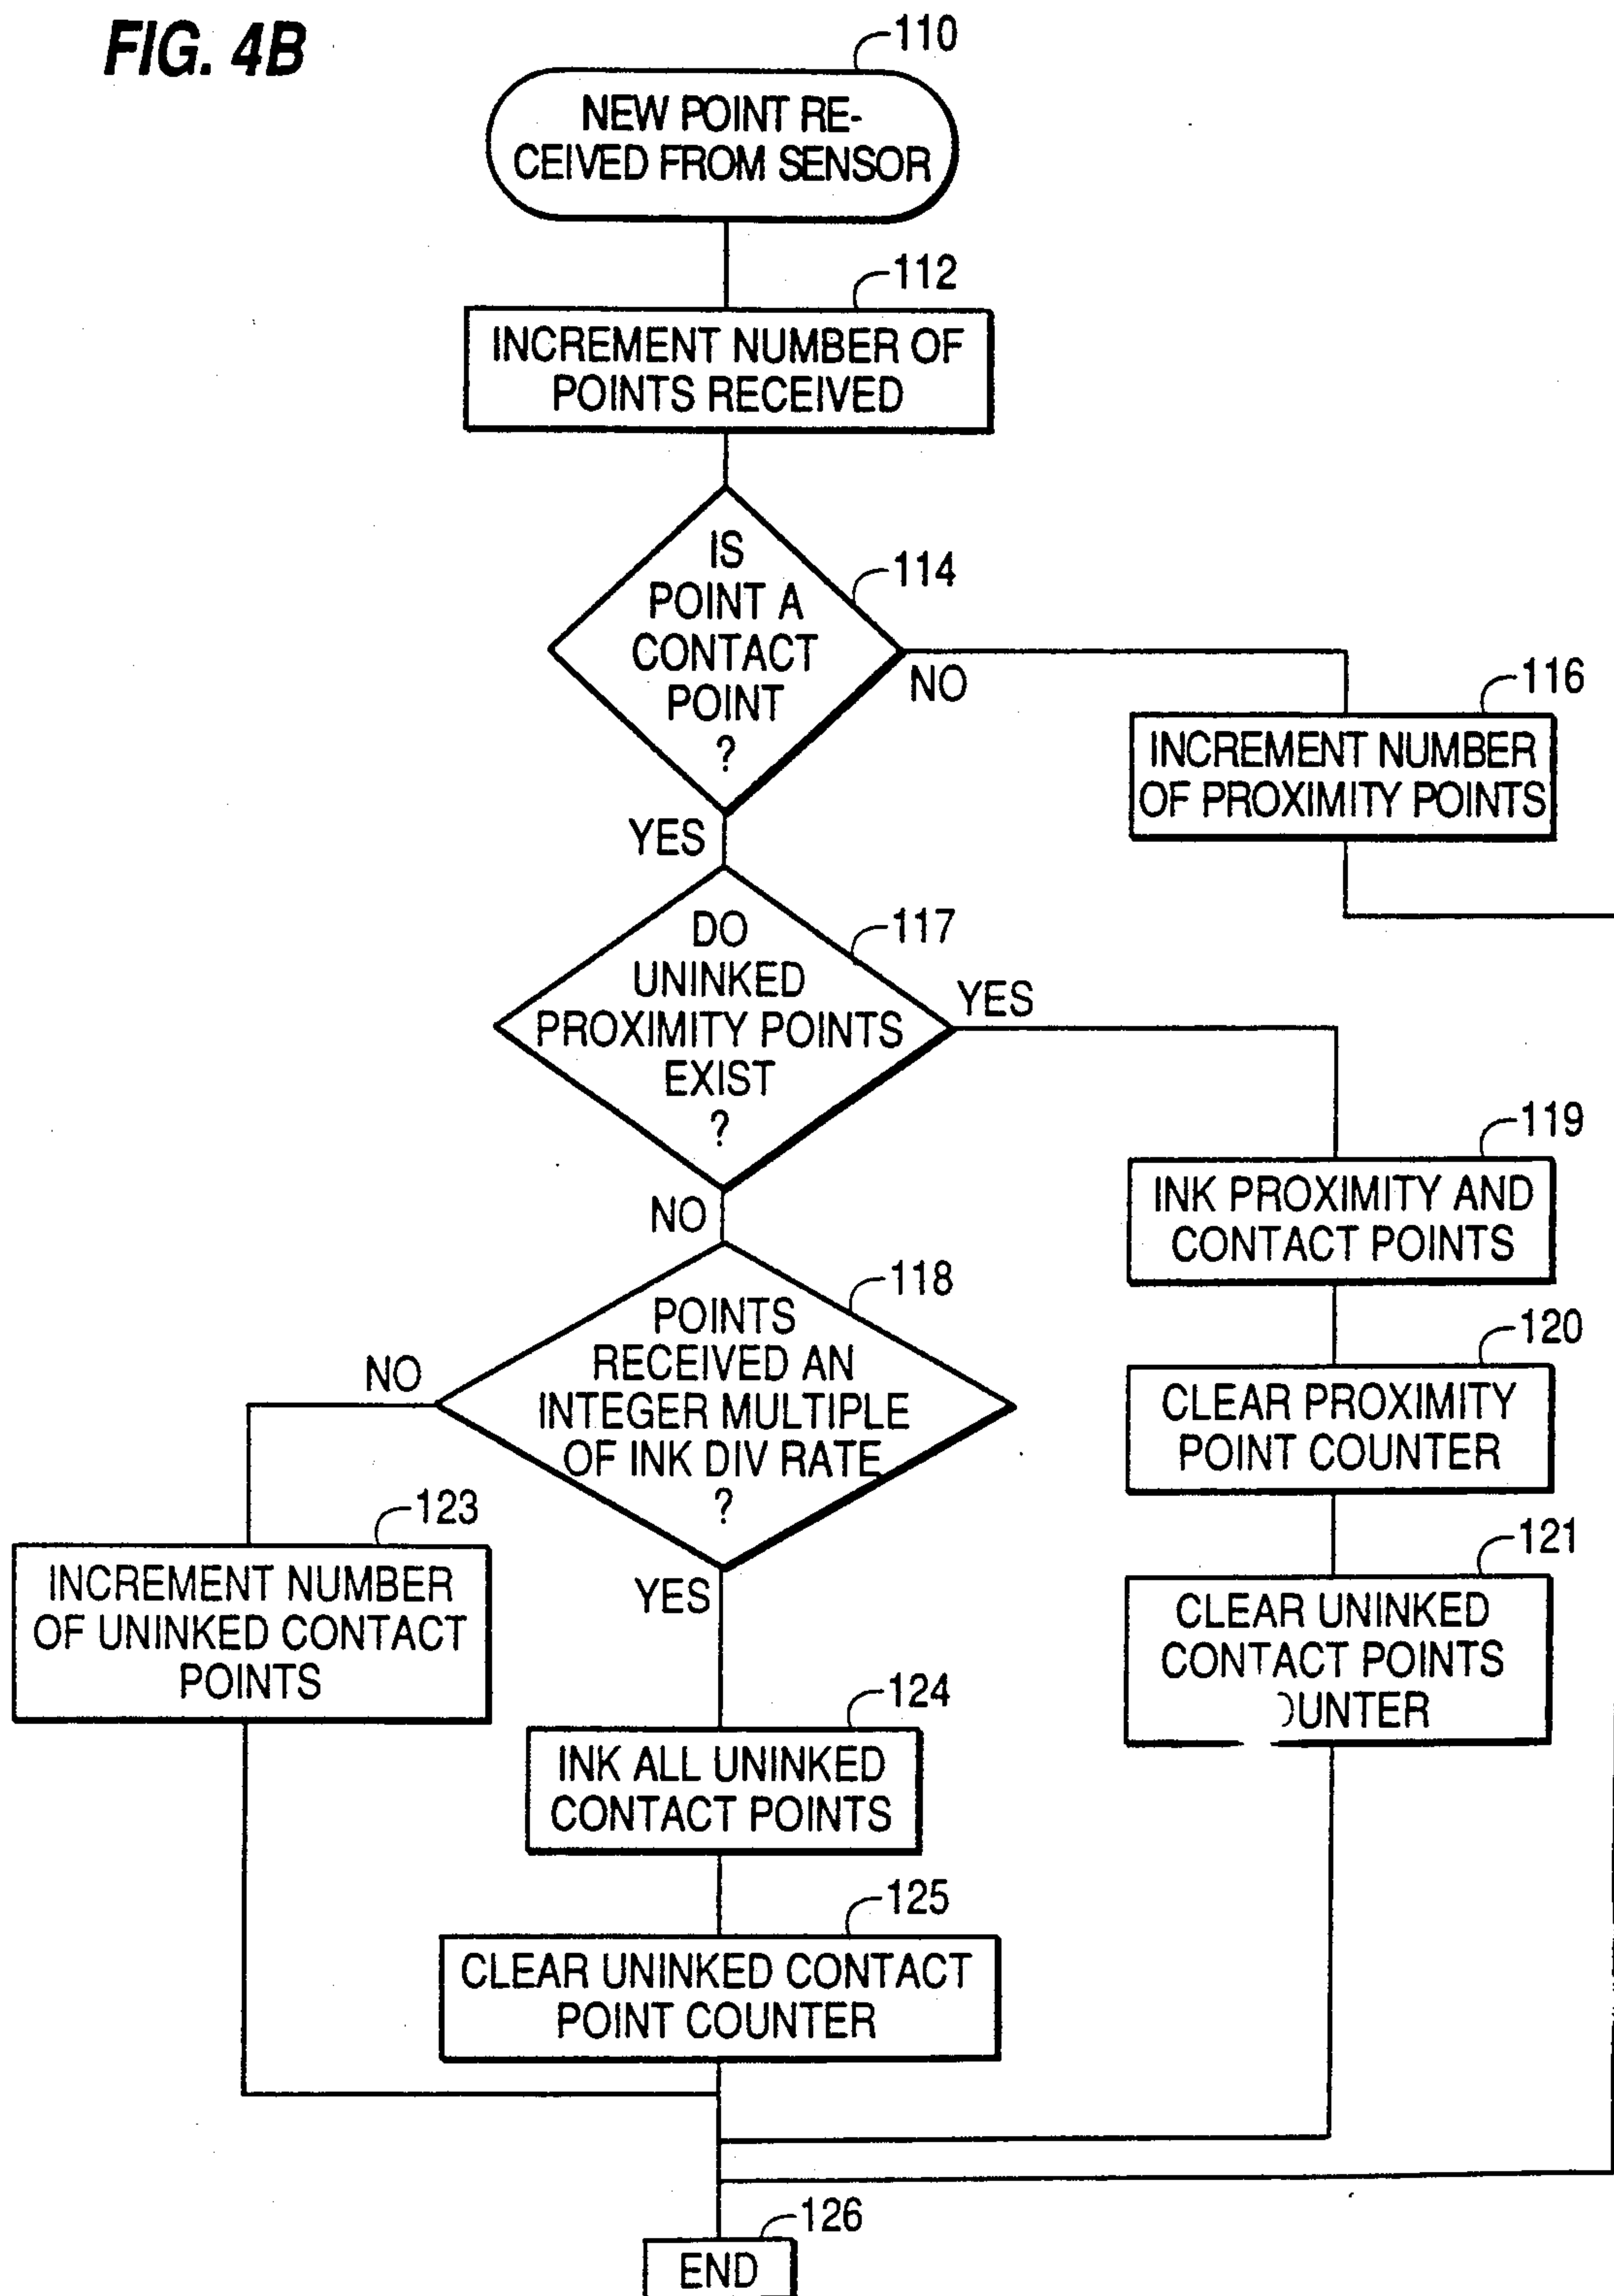 FIG. 4B
110
NEW POINT RE-
CEIVED FROM SENSOR
112
INCREMENT NUMBER OF
POINTS RECEIVED
IS
POINT A
CONTACT
POINT
?
114
NO
116
INCREMENT NUMBER
OF PROXIMITY POINTS
YES
DO
UNINKED
PROXIMITY POINTS
EXIST
?
117
YES
119
INK PROXIMITY AND
CONTACT POINTS
NO
118
POINTS
RECEIVED AN
INTEGER MULTIPLE
OF INK DIV RATE
?
NO
120
CLEAR PROXIMITY
POINT COUNTER
123
INCREMENT NUMBER
OF UNINKED CONTACT
POINTS
YES
121
CLEAR UNINKED
CONTACT POINTS
124
INK ALL UNINKED
CONTACT POINTS
125
CLEAR UNINKED CONTACT
POINT COUNTER
126
END